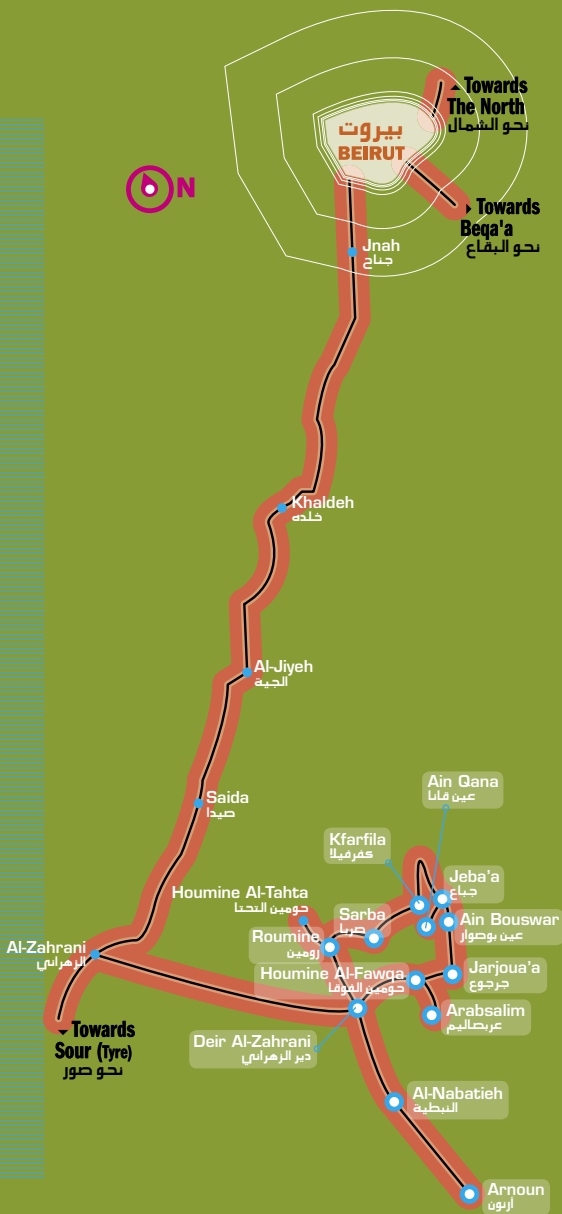 Towards
The North
نحو الشمال
بيروت
BEIRUT
N
Towards
Beqa'a
نحو البقاع
Jnah
جناح
Khaldeh
خلده
Al-Jiyeh
الجية
Saida
صيدا
Ain Qana
عين قانا
Kfarfila
كفرفيلا
Jeba'a
جباع
Houmine Al-Tahta
حومين التحتا
Sarba
صربا
Ain Bouswar
عين بوصوار
Roumine
رومين
Al-Zahrani
الزهراني
Houmine Al-Fawqa
حومين الفوقا
Jarjoua'a
جرجوع
Arabsalim
عربصاليم
Towards
Sour (Tyre)
نحو صور
Deir Al-Zahrani
دير الزهراني
Al-Nabatieh
النبطية
Arnoun
أرنون